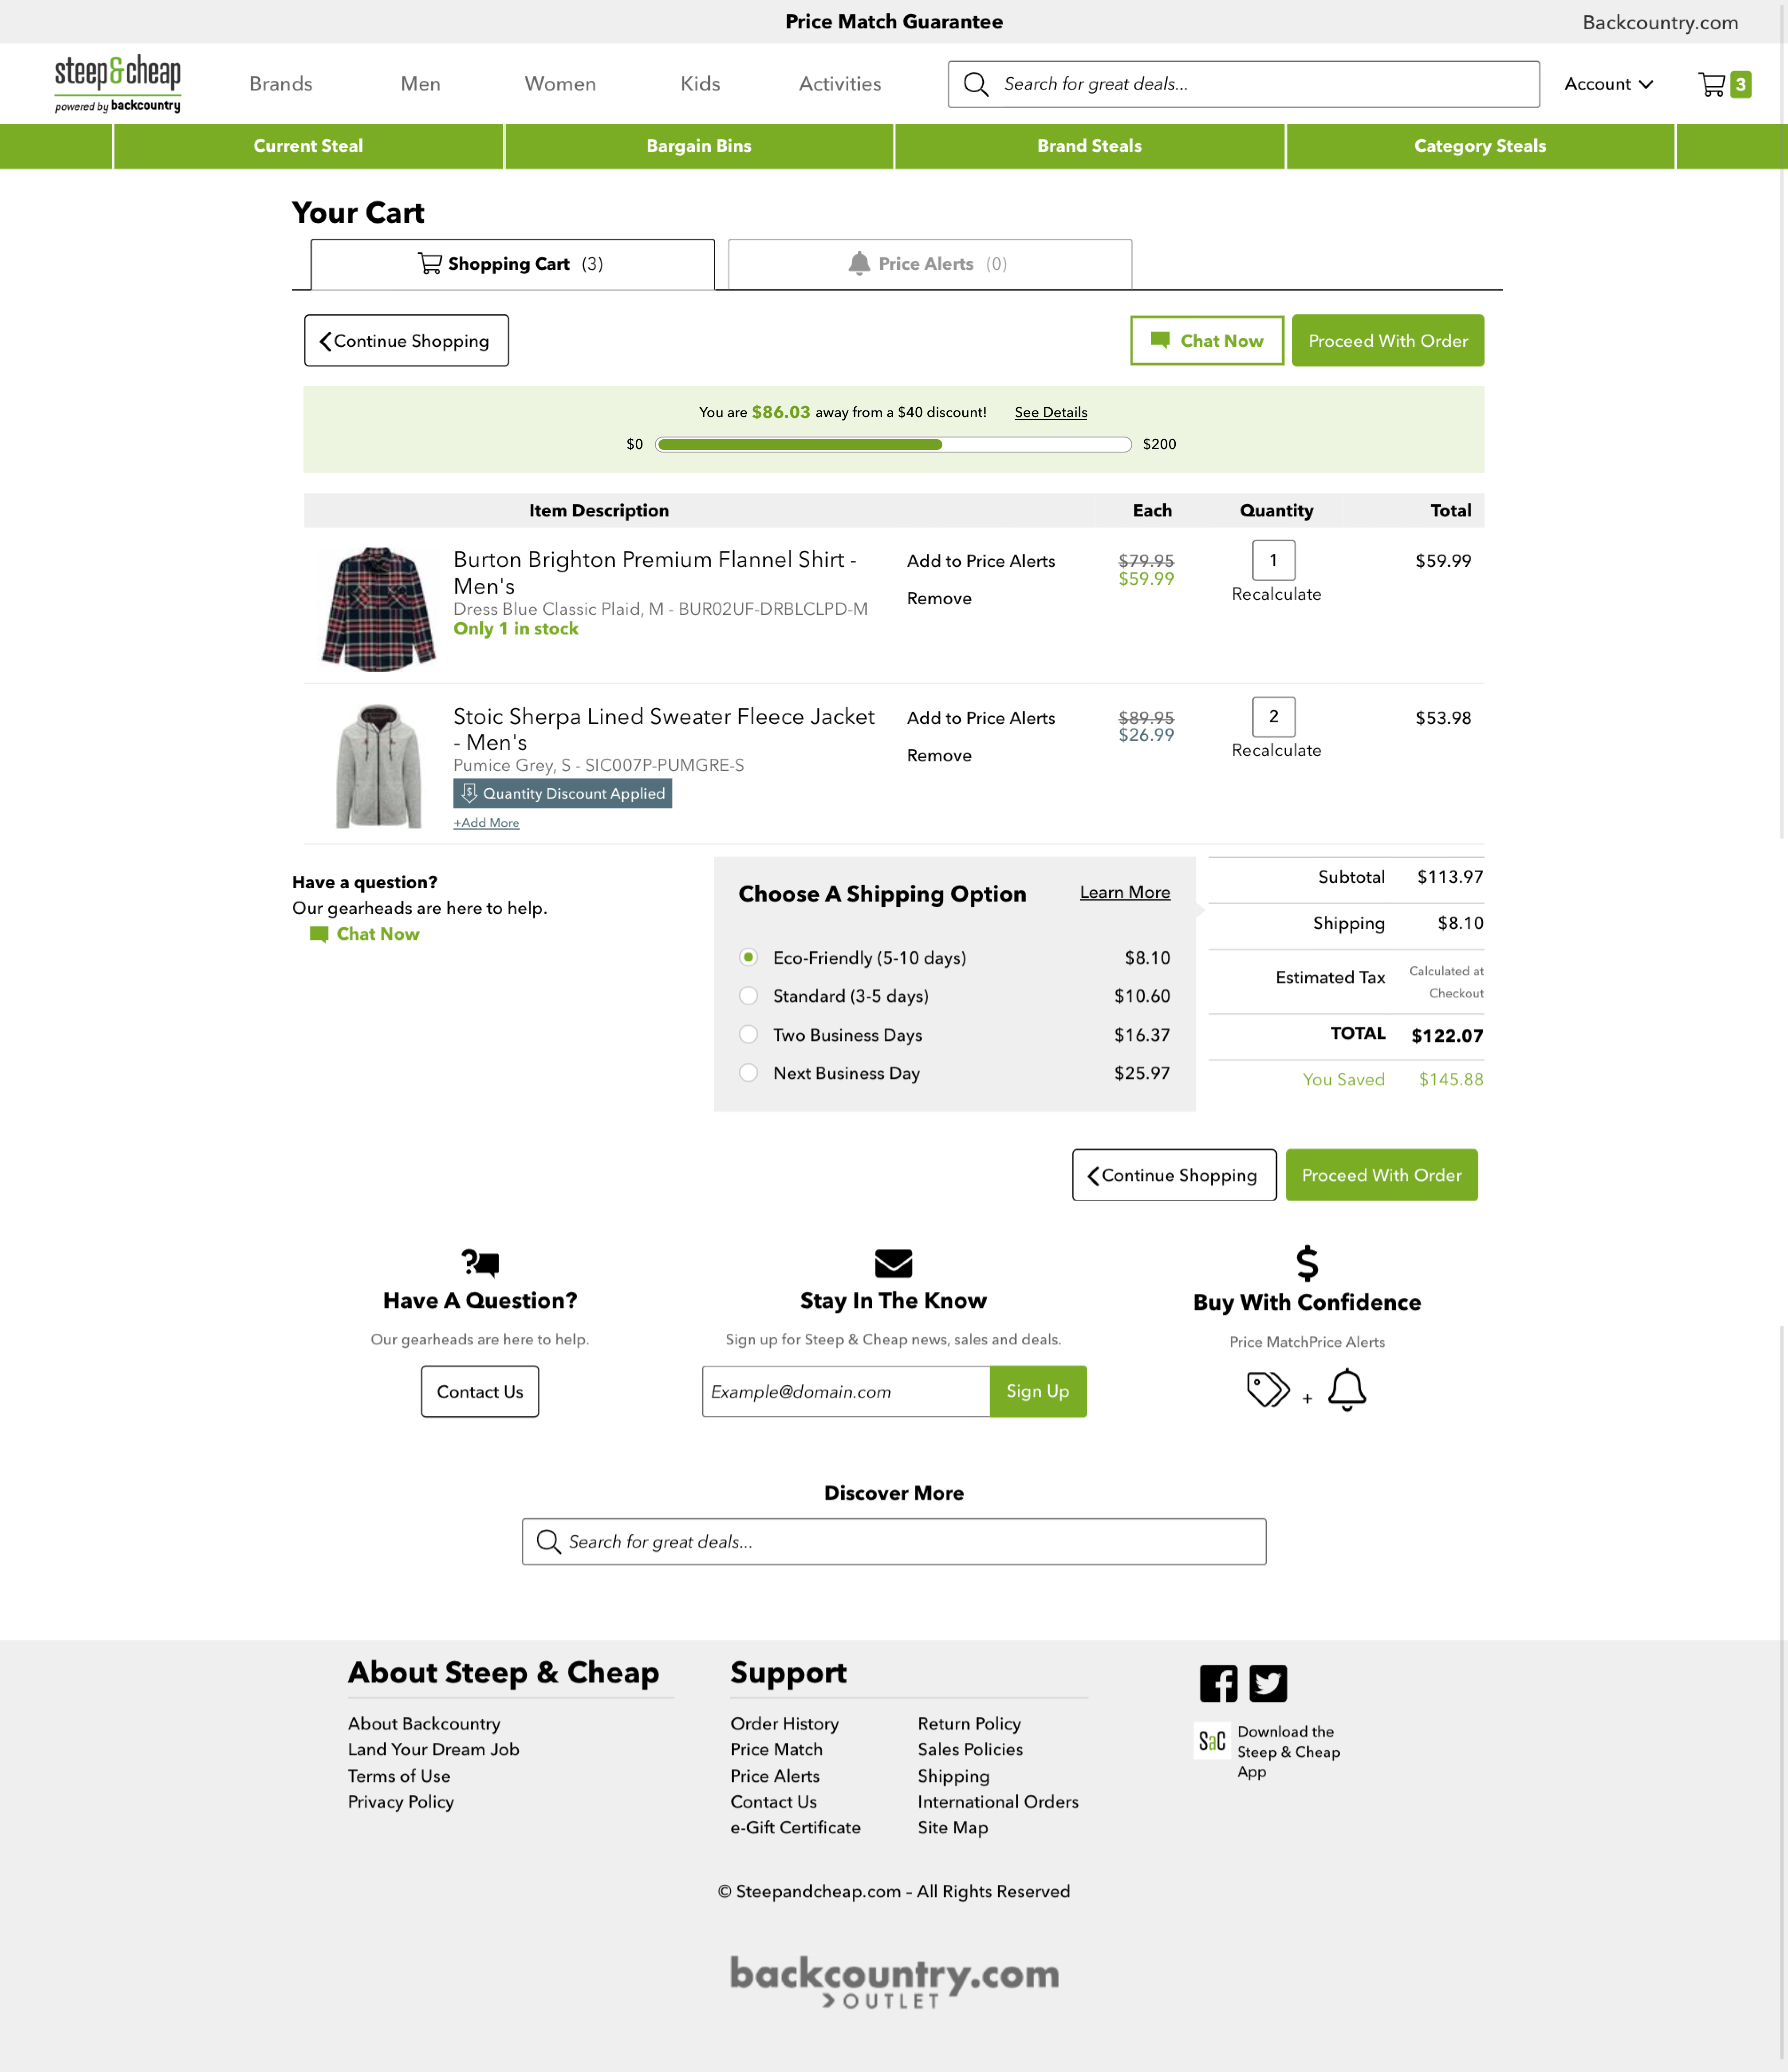 Price Match Guarantee
Backcountry.com
steep&cheap
powered by backcountry
Brands
Men
Women
Kids
Activities
Search for great deals...
Account
3
Current Steal
Bargain Bins
Brand Steals
Category Steals
Your Cart
Shopping Cart (3)
Price Alerts (0)
Continue Shopping
Chat Now
Proceed With Order
You are $86.03 away from a $40 discount! See Details
$0
$200
Item Description
Each
Quantity
Total
Burton Brighton Premium Flannel Shirt -
Men's
Dress Blue Classic Plaid, M - BUR02UF-DRBLCLPD-M
Only 1 in stock
Add to Price Alerts
Remove
$79.95
$59.99
1
Recalculate
$59.99
Stoic Sherpa Lined Sweater Fleece Jacket
- Men's
Pumice Grey, S - SIC007P-PUMGRE-S
Quantity Discount Applied
+Add More
Add to Price Alerts
Remove
$89.95
$26.99
2
Recalculate
$53.98
Have a question?
Our gearheads are here to help.
Chat Now
Choose A Shipping Option
Learn More
Eco-Friendly (5-10 days) $8.10
Standard (3-5 days) $10.60
Two Business Days $16.37
Next Business Day $25.97
Subtotal $113.97
Shipping $8.10
Estimated Tax
Calculated at
Checkout
TOTAL $122.07
You Saved $145.88
Continue Shopping
Proceed With Order
Have A Question?
Our gearheads are here to help.
Contact Us
Stay In The Know
Sign up for Steep & Cheap news, sales and deals.
Example@domain.com
Sign Up
Buy With Confidence
Price MatchPrice Alerts
+
Discover More
Search for great deals...
About Steep & Cheap
About Backcountry
Land Your Dream Job
Terms of Use
Privacy Policy
Support
Order History
Price Match
Price Alerts
Contact Us
e-Gift Certificate
Return Policy
Sales Policies
Shipping
International Orders
Site Map
SaC
Download the
Steep & Cheap
App
© Steepandcheap.com – All Rights Reserved
backcountry.com
OUTLET